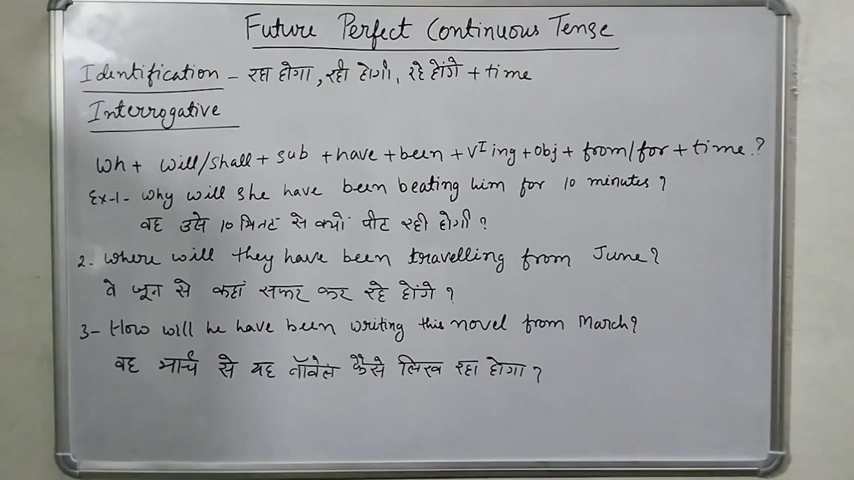 Future Perfect Continuous Tense
Identification - रहा होगा, रही होगी, रहे होंगे + time
Interrogative
Wh + will/shall + sub + have + been + V I ing + obj + from/for + time ?
Ex-1- Why will she have been beating him for 10 minutes ?
वह उसे 10 मिनट से क्यों पीट रही होगी ?
2. Where will they have been travelling from June ?
वे जून से कहां सफर कर रहे होंगे ?
3- How will he have been writing this novel from March ?
वह मार्च से यह नॉवेल कैसे लिख रहा होगा ?